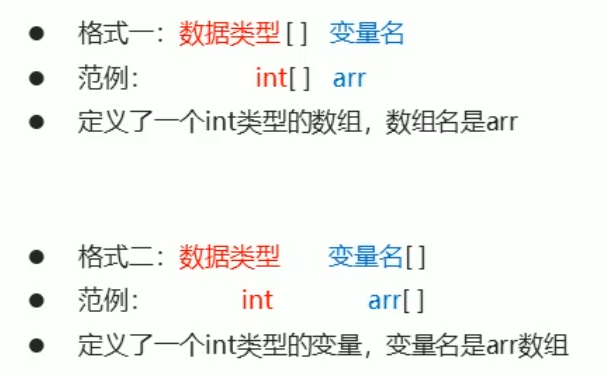 ● 格式一：数据类型[ ] 变量名
● 范例： int[ ] arr
● 定义了一个int类型的数组，数组名是arr
● 格式二：数据类型 变量名[ ]
● 范例： int arr[ ]
● 定义了一个int类型的变量，变量名是arr数组